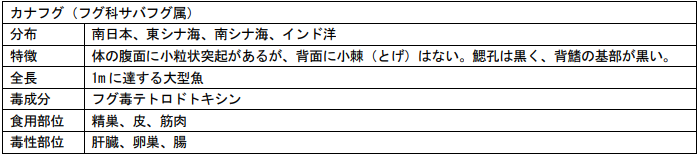 カナフグ（フグ科サバフグ属）
分布 南日本、東シナ海、南シナ海、インド洋
特徴 体の腹面に小粒状突起があるが、背面に小棘（とげ）はない。鰓孔は黒く、背鰭の基部が黒い。
全長 1mに達する大型魚
毒成分 フグ毒テトロドトキシン
食用部位 精巣、皮、筋肉
毒性部位 肝臓、卵巣、腸